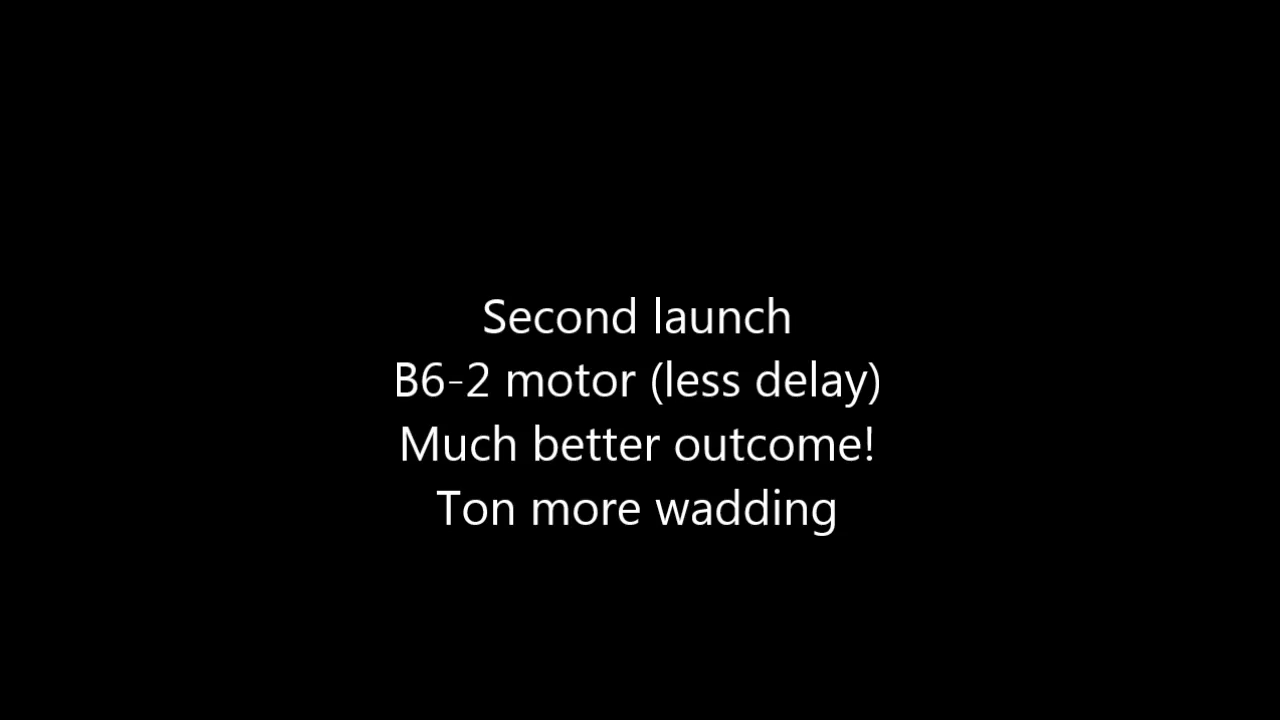 Second launch
B6-2 motor (less delay)
Much better outcome!
Ton more wadding